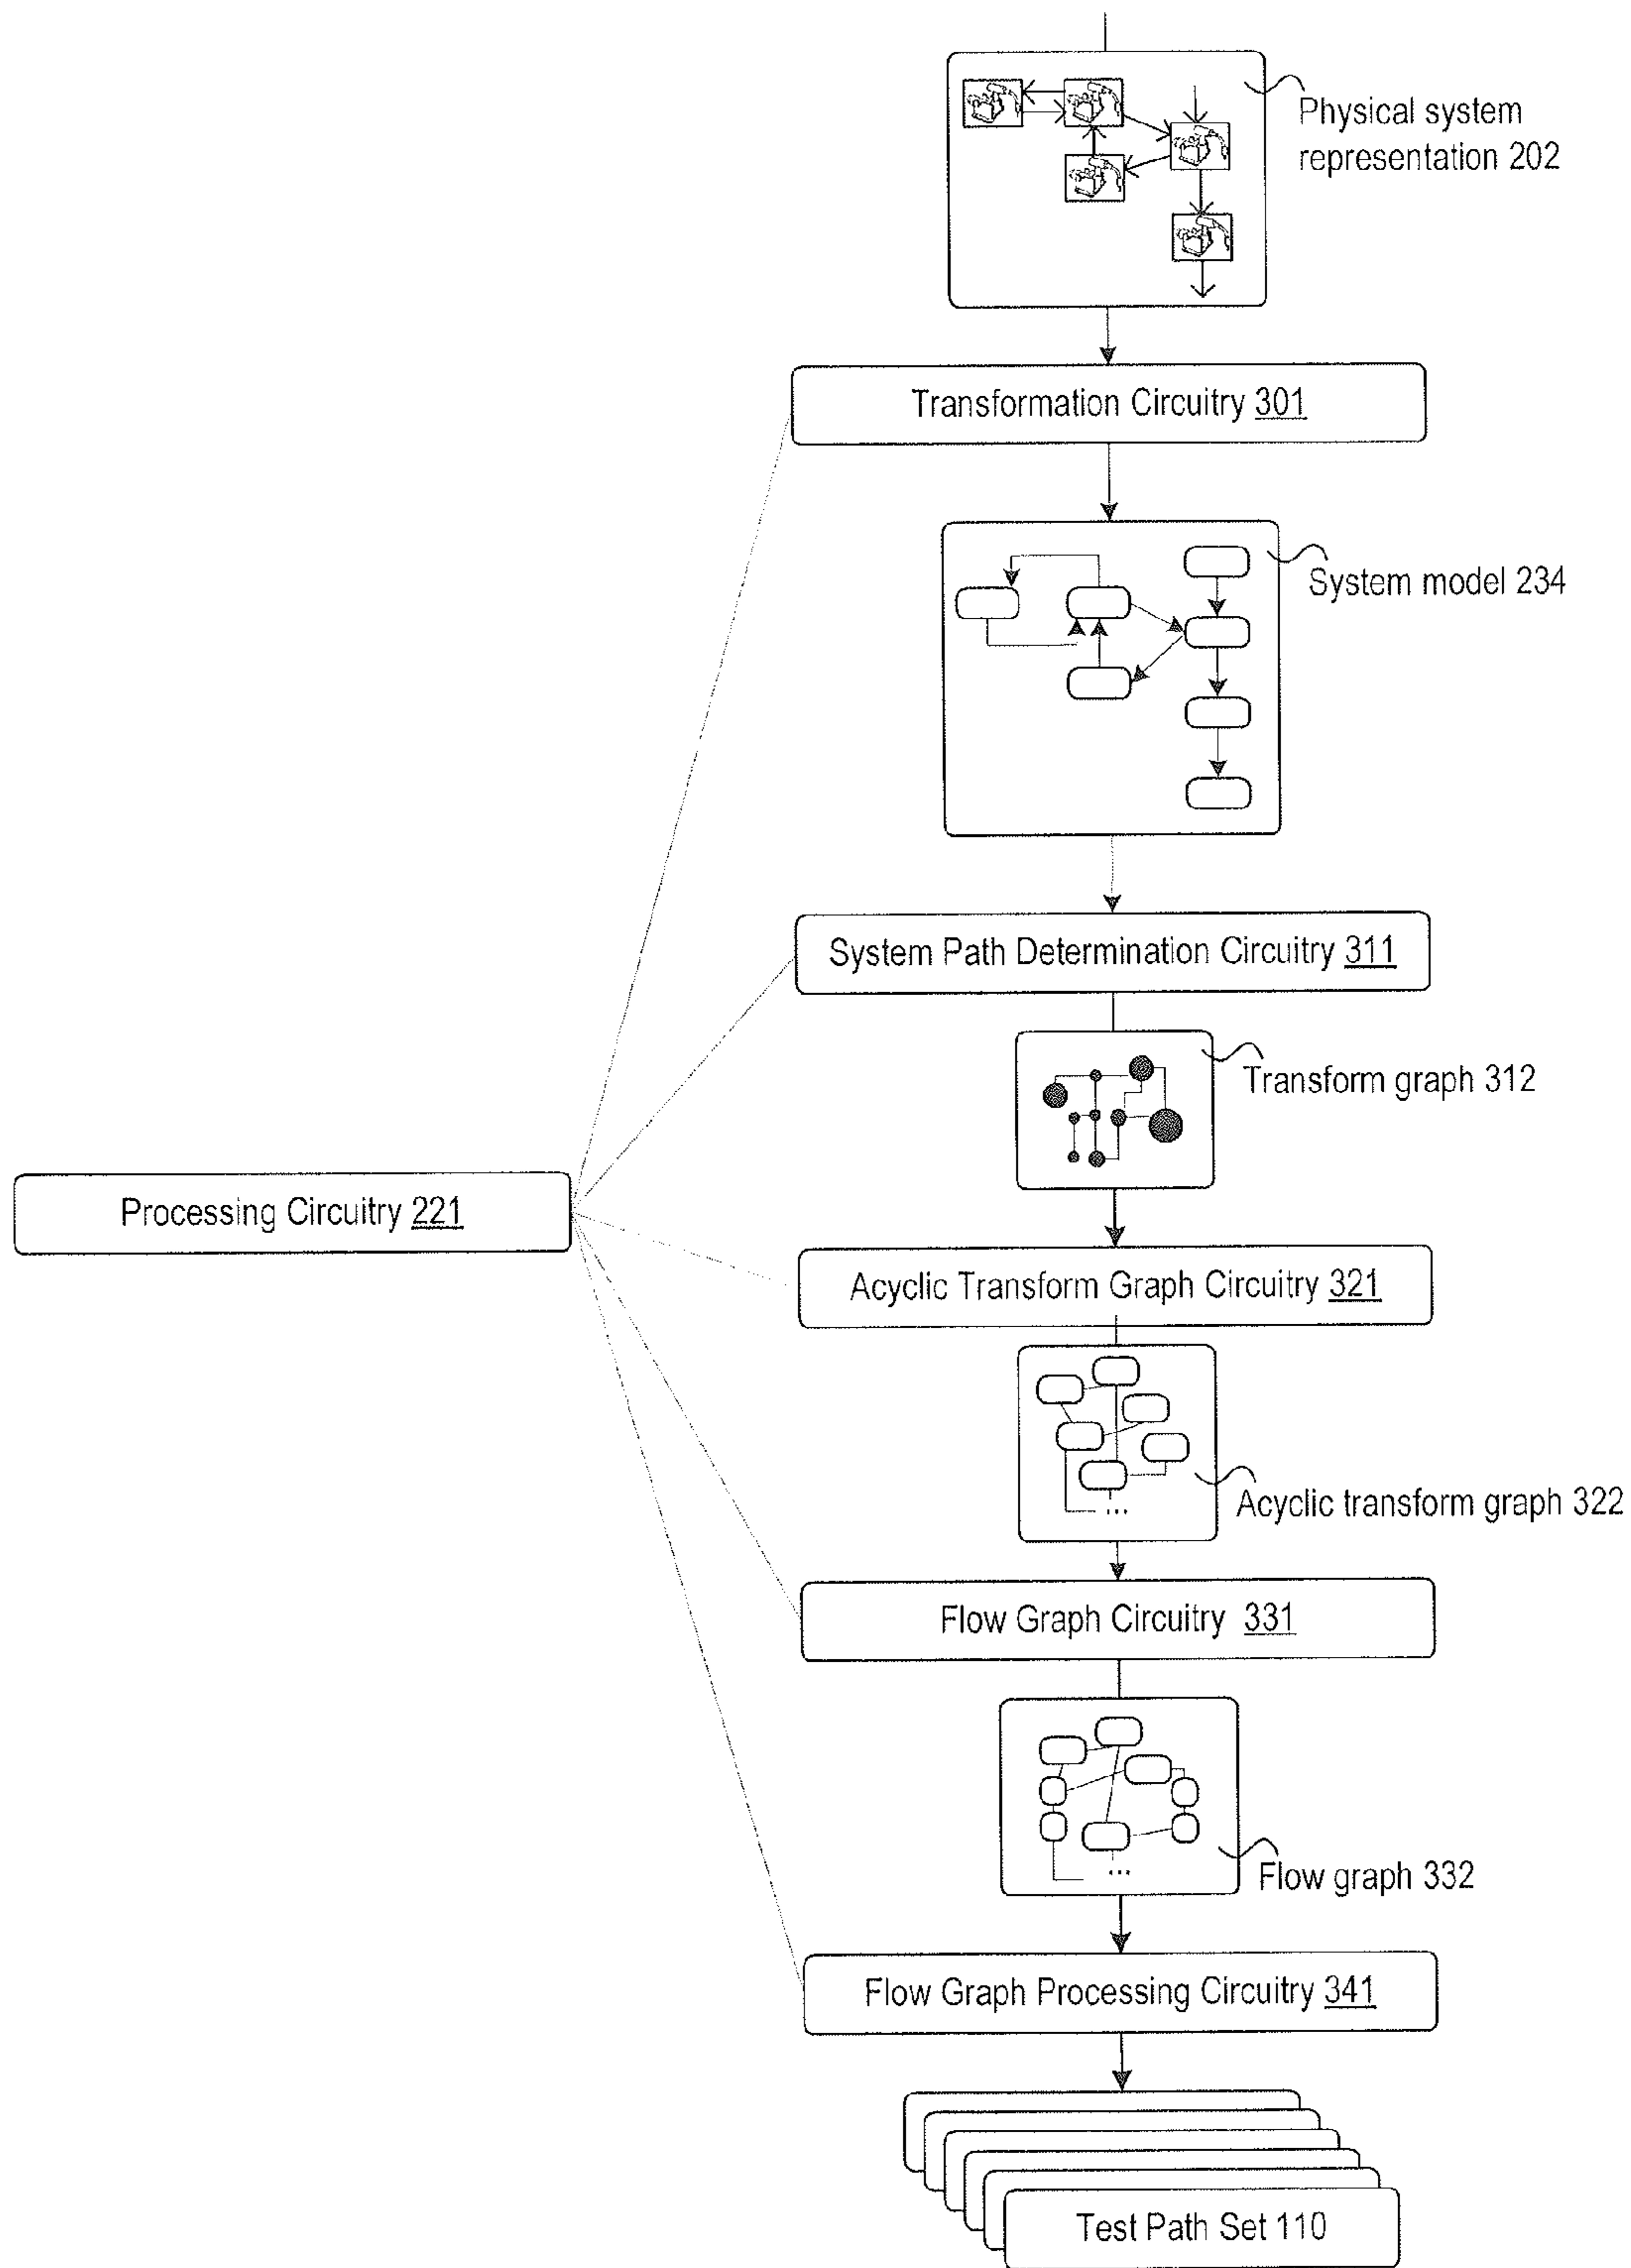 Physical system
representation 202
Transformation Circuitry 301
System model 234
System Path Determination Circuitry 311
Transform graph 312
Processing Circuitry 221
Acyclic Transform Graph Circuitry 321
...
Acyclic transform graph 322
Flow Graph Circuitry 331
...
Flow graph 332
Flow Graph Processing Circuitry 341
Test Path Set 110